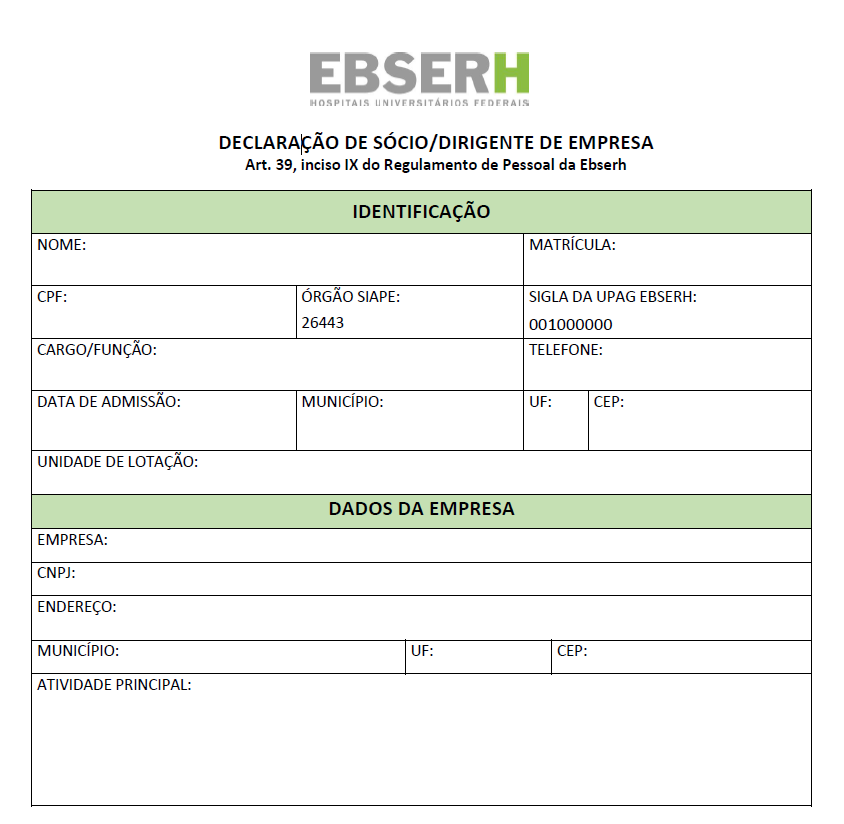 EBSERH
HOSPITAIS UNIVERSITÁRIOS FEDERAIS
DECLARAÇÃO DE SÓCIO/DIRIGENTE DE EMPRESA
Art. 39, inciso IX do Regulamento de Pessoal da Ebserh
IDENTIFICAÇÃO
NOME: MATRÍCULA:
CPF: ÓRGÃO SIAPE: SIGLA DA UPAG EBSERH:
26443 001000000
CARGO/FUNÇÃO: TELEFONE:
DATA DE ADMISSÃO: MUNICÍPIO: UF: CEP:
UNIDADE DE LOTAÇÃO:
DADOS DA EMPRESA
EMPRESA:
CNPJ:
ENDEREÇO:
MUNICÍPIO: UF: CEP:
ATIVIDADE PRINCIPAL: